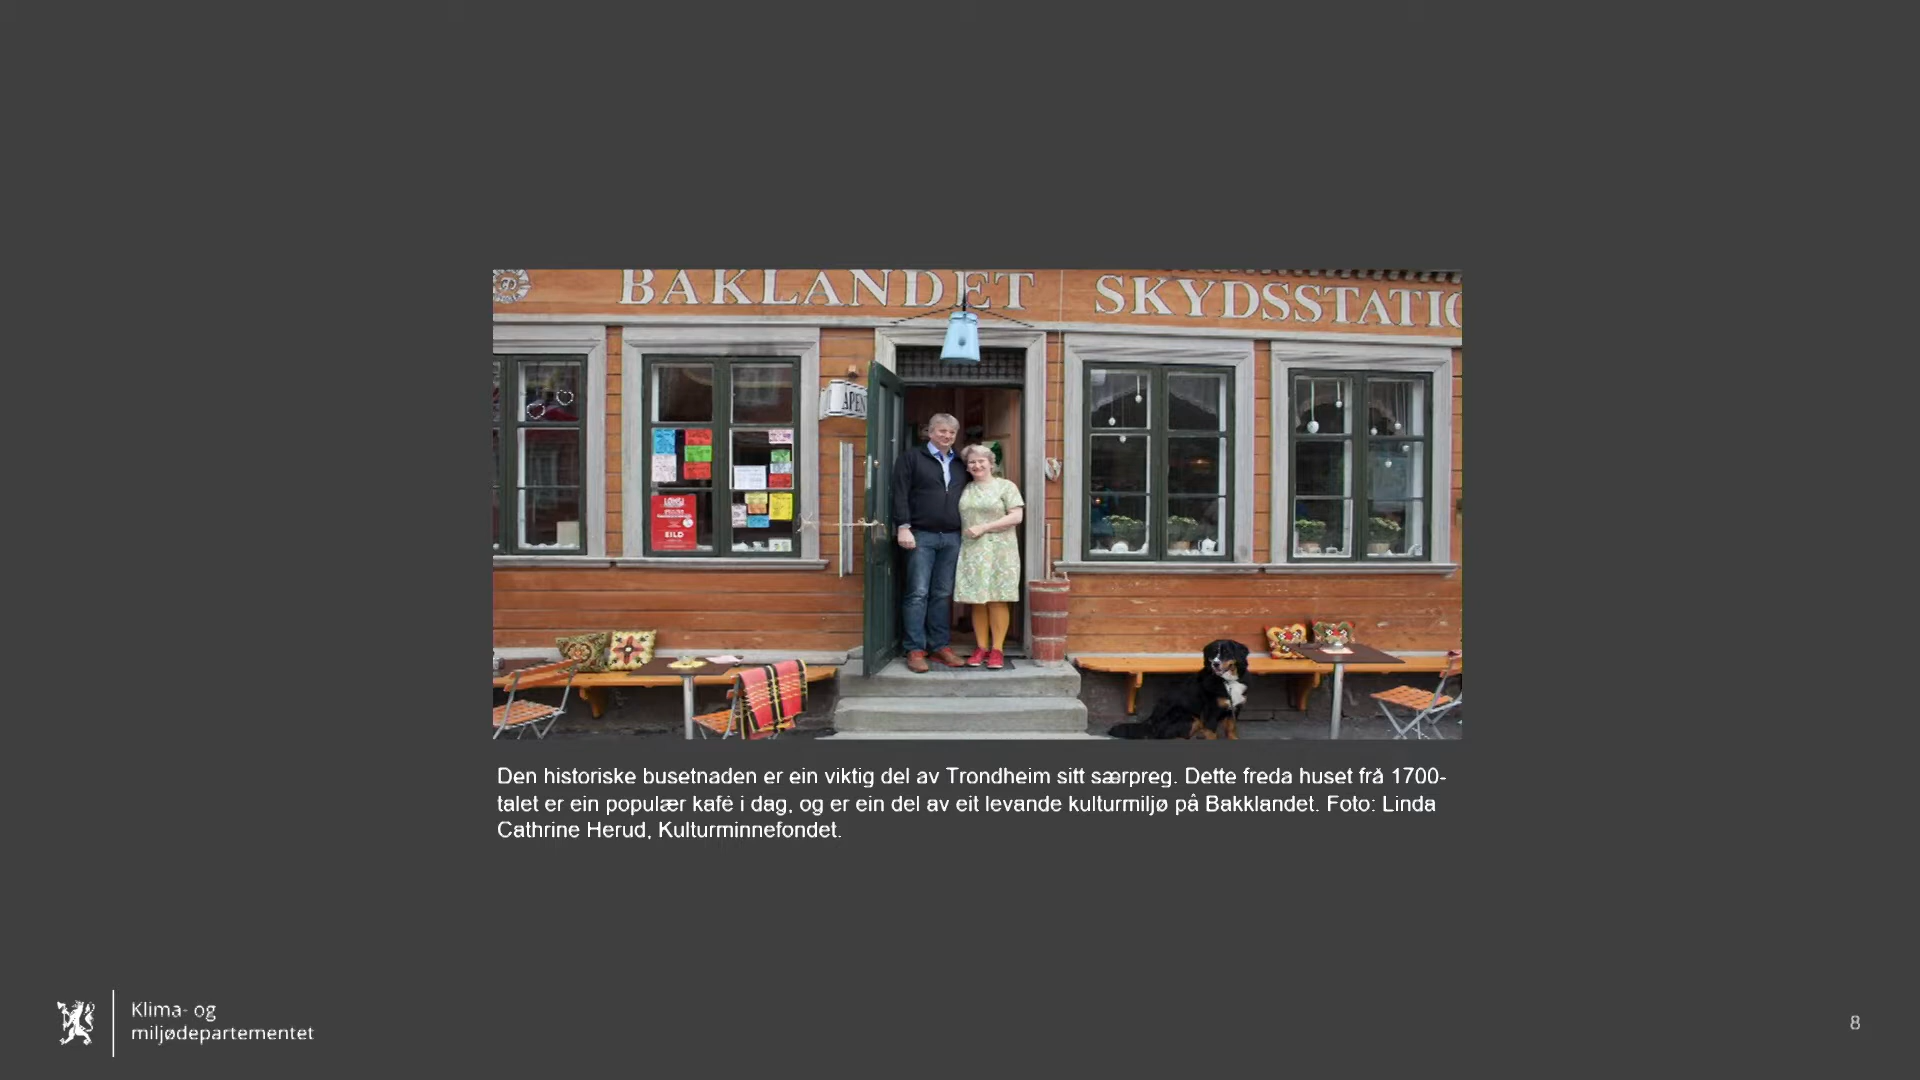 BAKLANDET SKYDSSTATIO
ÅPEN
EILD
Den historiske busetnaden er ein viktig del av Trondheim sitt særpreg. Dette freda huset frå 1700-
talet er ein populær kafé i dag, og er ein del av eit levande kulturmiljø på Bakklandet. Foto: Linda
Cathrine Herud, Kulturminnefondet.
Klima- og
miljødepartementet
8